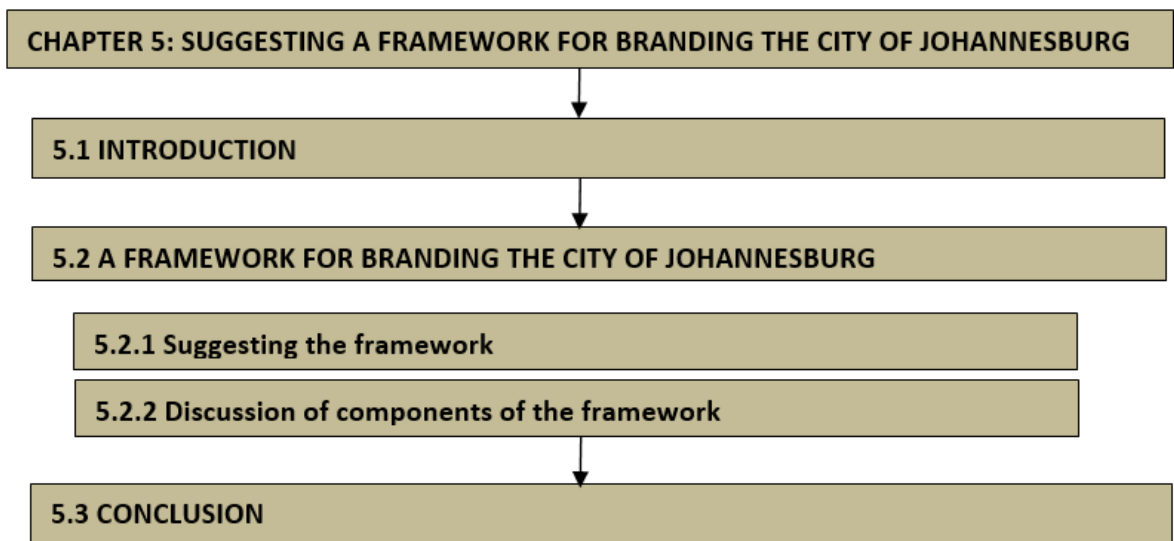 CHAPTER 5: SUGGESTING A FRAMEWORK FOR BRANDING THE CITY OF JOHANNESBURG
5.1 INTRODUCTION
5.2 A FRAMEWORK FOR BRANDING THE CITY OF JOHANNESBURG
5.2.1 Suggesting the framework
5.2.2 Discussion of components of the framework
5.3 CONCLUSION